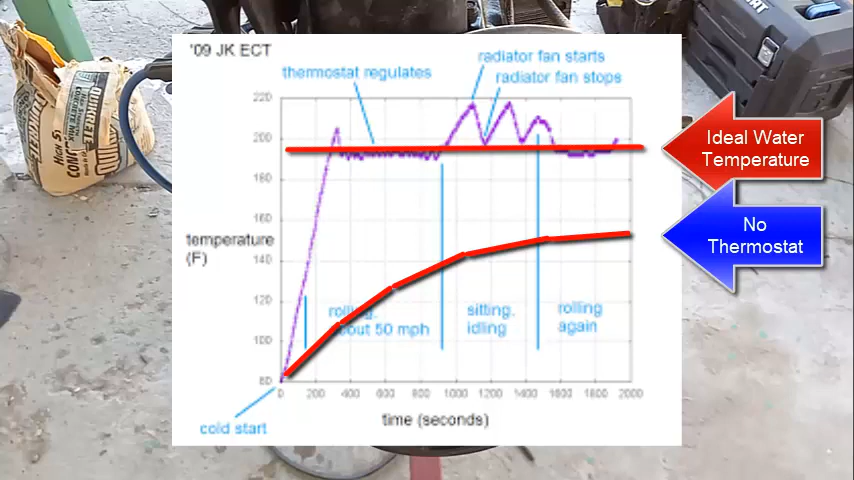 '09 JK ECT
radiator fan starts
radiator fan stops
thermostat regulates
220
200
180
160
140
120
100
80
temperature
(F)
rolling,
about 50 mph
sitting,
idling
rolling
again
0
200
400
600
800
1000
1200
1400
1600
1800
2000
time (seconds)
cold start
Ideal Water
Temperature
No
Thermostat
QUIKRETE